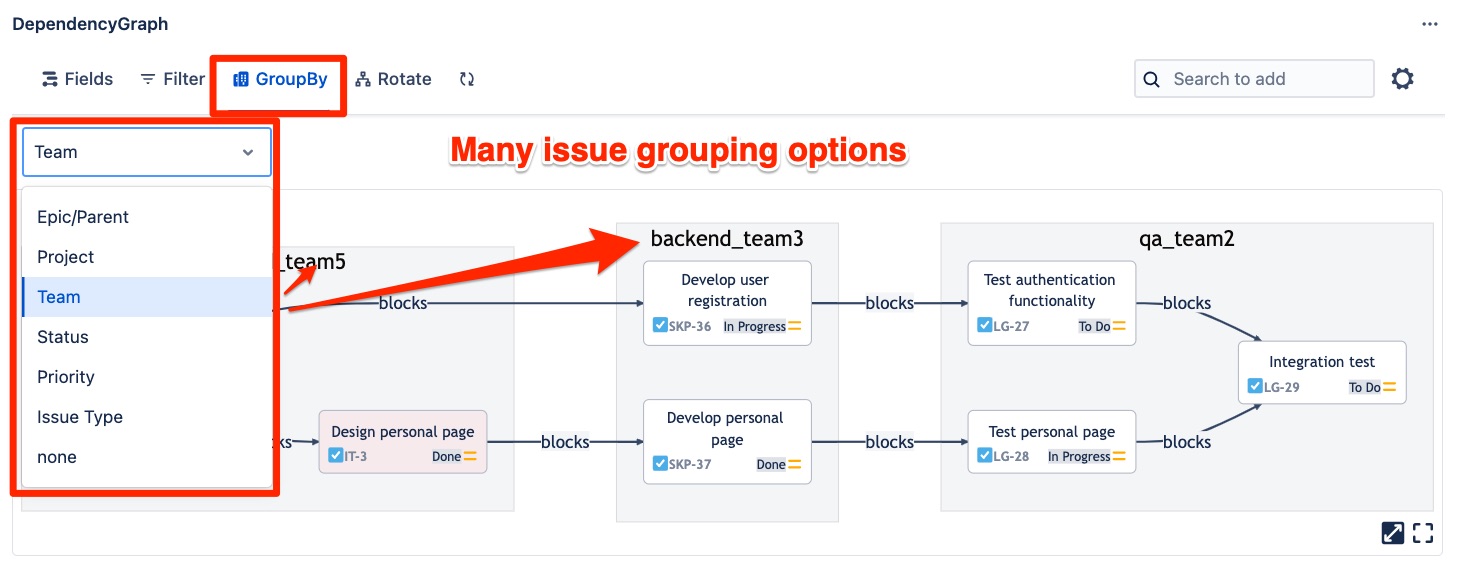 DependencyGraph
Fields
Filter
GroupBy
Rotate
Search to add
Team
Many issue grouping options
Epic/Parent
Project
Team
Status
Priority
Issue Type
none
_team5
blocks
backend_team3
Develop user
registration
SKP-36 In Progress
blocks
qa_team2
Test authentication
functionality
LG-27 To Do
blocks
Integration test
LG-29 To Do
Design personal page
IT-3 Done
blocks
Develop personal
page
SKP-37 Done
blocks
Test personal page
LG-28 In Progress
blocks